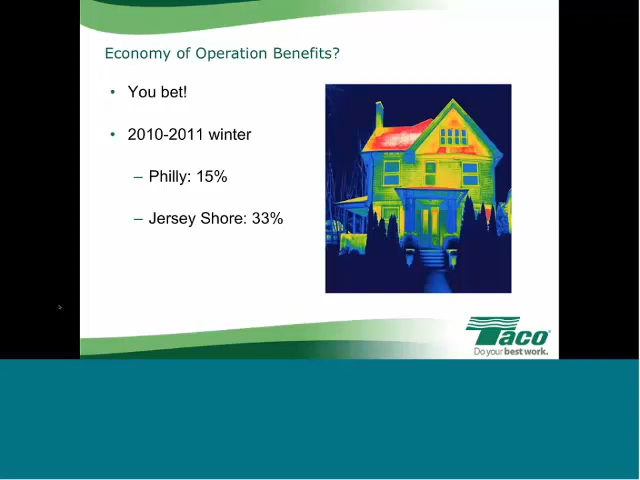 Economy of Operation Benefits?
• You bet!
• 2010-2011 winter
– Philly: 15%
– Jersey Shore: 33%
Taco®
Do your best work.